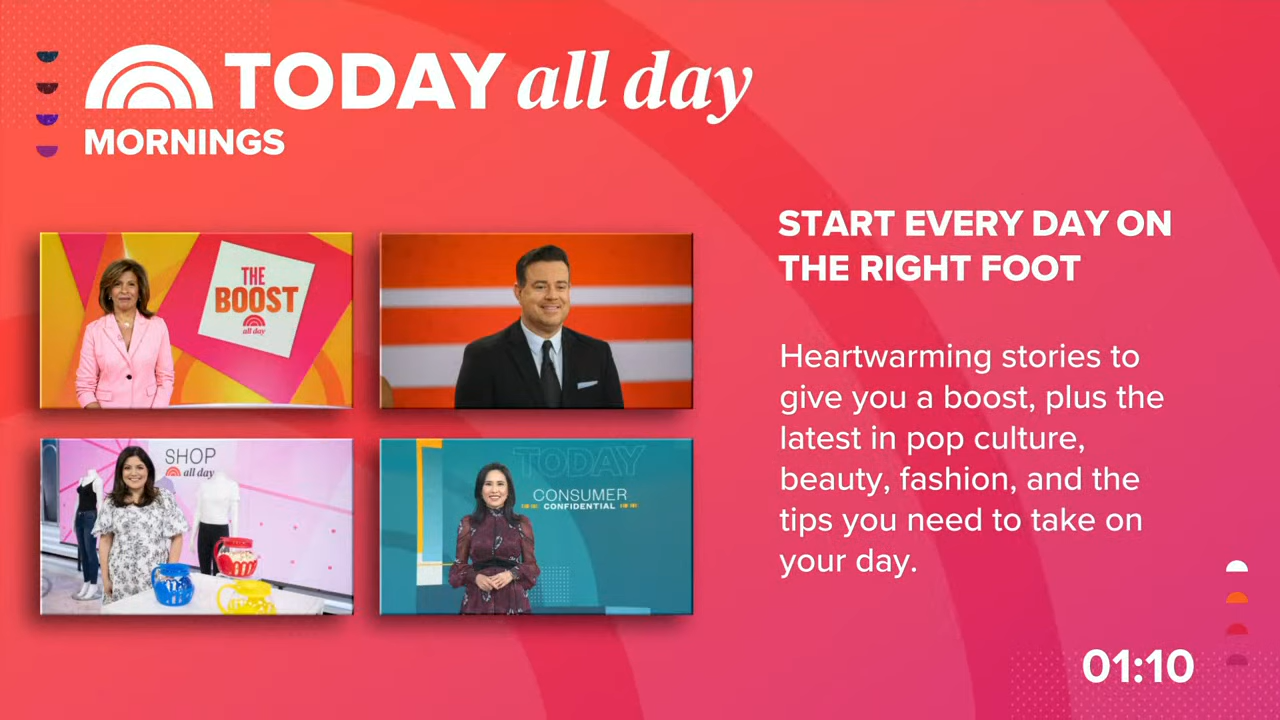 TODAY all day
MORNINGS
START EVERY DAY ON
THE RIGHT FOOT
THE
BOOST
all day
Heartwarming stories to
give you a boost, plus the
latest in pop culture,
beauty, fashion, and the
tips you need to take on
your day.
SHOP
all day
TODAY
CONSUMER
CONFIDENTIAL
01:10